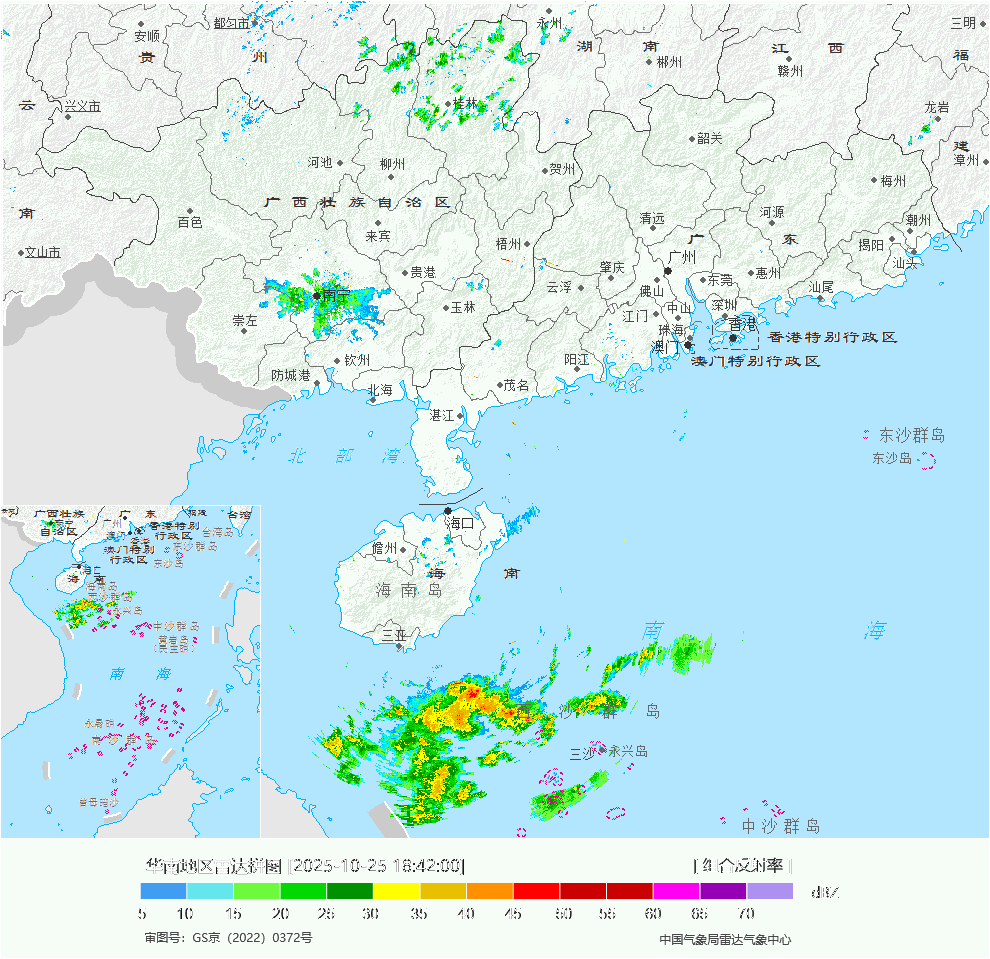 永州
三明
安顺
都匀市
贵
州
湖
南
江
西
福
郴州
赣州
云
兴义市
桂林
龙岩
韶关
建
漳州
河池
柳州
贺州
梅州
广西壮族自治区
南
百色
来宾
清远
河源
潮州
文山市
梧州
广
东
揭阳
汕头
广州
贵港
肇庆
惠州
云浮
佛山
东莞
汕尾
南宁
玉林
江门
中山
深圳
崇左
珠海
香港
香港特别行政区
澳门
澳门特别行政区
钦州
阳江
防城港
茂名
北海
湛江
东沙群岛
北部湾
东沙岛
海口
儋州
海
南
海南岛
三亚
南
海
西沙群岛
三沙
永兴岛
中沙群岛
广西壮族
自治区
广
东
台湾
广州
香港特别
行政区
澳门特别
行政区
台湾岛
东沙群岛
东沙岛
海口
海
南
海南岛
永兴岛
中沙群岛
黄岩岛
南
海
南沙群岛
曾母暗沙
华南地区雷达拼图 [2025-10-25 18:42:00]
[组合反射率]
5 10 15 20 25 30 35 40 45 50 55 60 65 70
dBZ
审图号：GS京（2022）0372号
中国气象局雷达气象中心